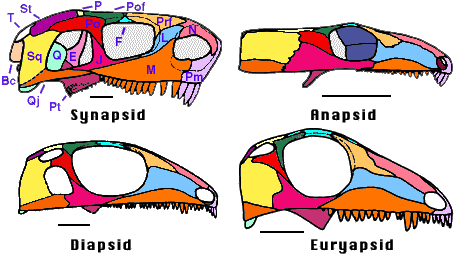 St P Pof
T Po F Prf L N
Sq Q E J M Pm
Bc
Qj Pt
Synapsid Anapsid
Diapsid Euryapsid